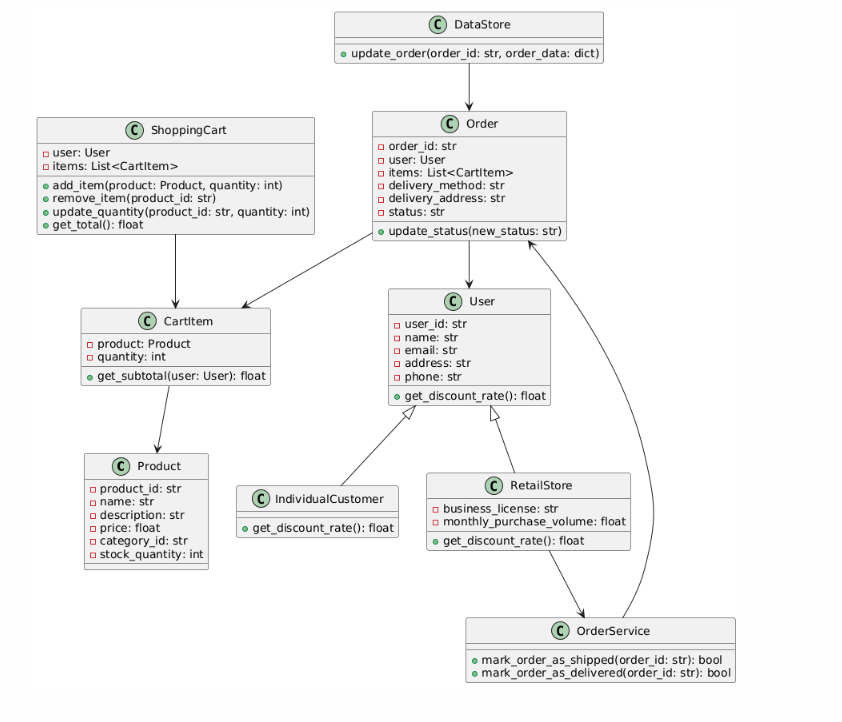 C DataStore
update_order(order_id: str, order_data: dict)
C ShoppingCart
user: User
items: List<CartItem>
add_item(product: Product, quantity: int)
remove_item(product_id: str)
update_quantity(product_id: str, quantity: int)
get_total(): float
C Order
order_id: str
user: User
items: List<CartItem>
delivery_method: str
delivery_address: str
status: str
update_status(new_status: str)
C CartItem
product: Product
quantity: int
get_subtotal(user: User): float
C User
user_id: str
name: str
email: str
address: str
phone: str
get_discount_rate(): float
C Product
product_id: str
name: str
description: str
price: float
category_id: str
stock_quantity: int
C IndividualCustomer
get_discount_rate(): float
C RetailStore
business_license: str
monthly_purchase_volume: float
get_discount_rate(): float
C OrderService
mark_order_as_shipped(order_id: str): bool
mark_order_as_delivered(order_id: str): bool